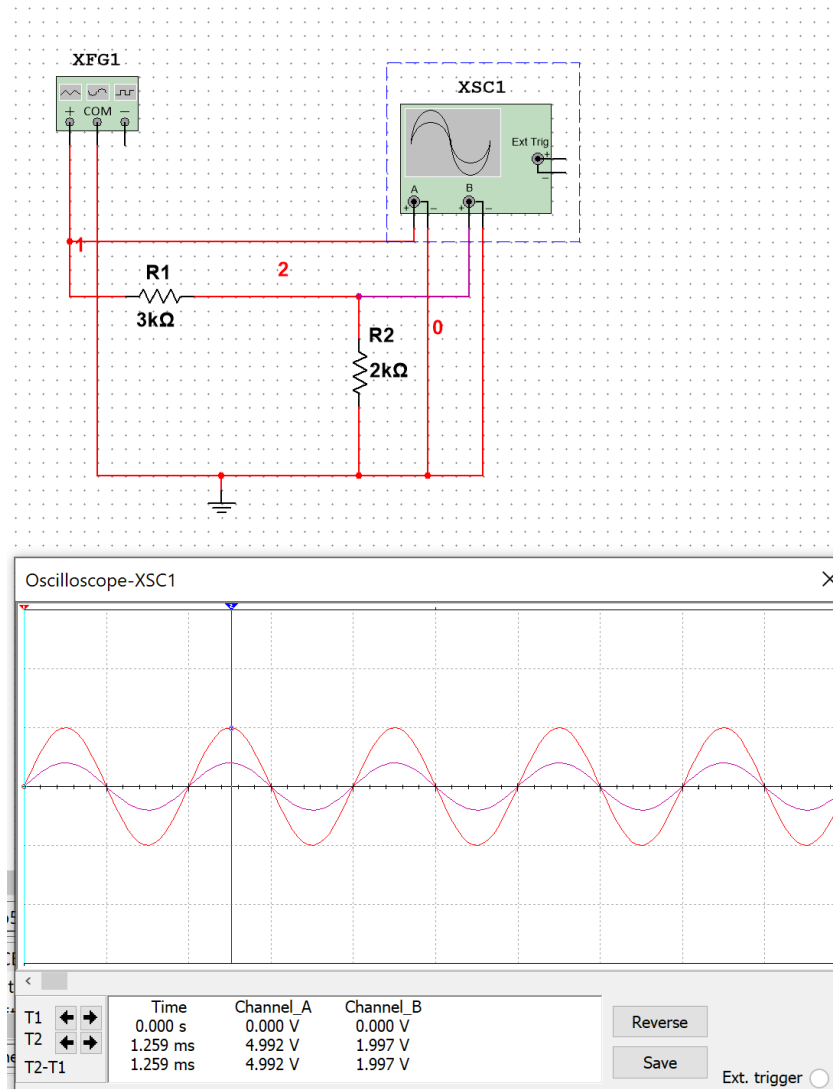 XFG1
+ COM −
XSC1
Ext Trig
+
−
A B
+ − + −
1
R1
3kΩ
2
0
R2
2kΩ
Oscilloscope-XSC1
1
2
T1
T2
T2-T1
Time Channel_A Channel_B
0.000 s 0.000 V 0.000 V
1.259 ms 4.992 V 1.997 V
1.259 ms 4.992 V 1.997 V
Reverse
Save
Ext. trigger